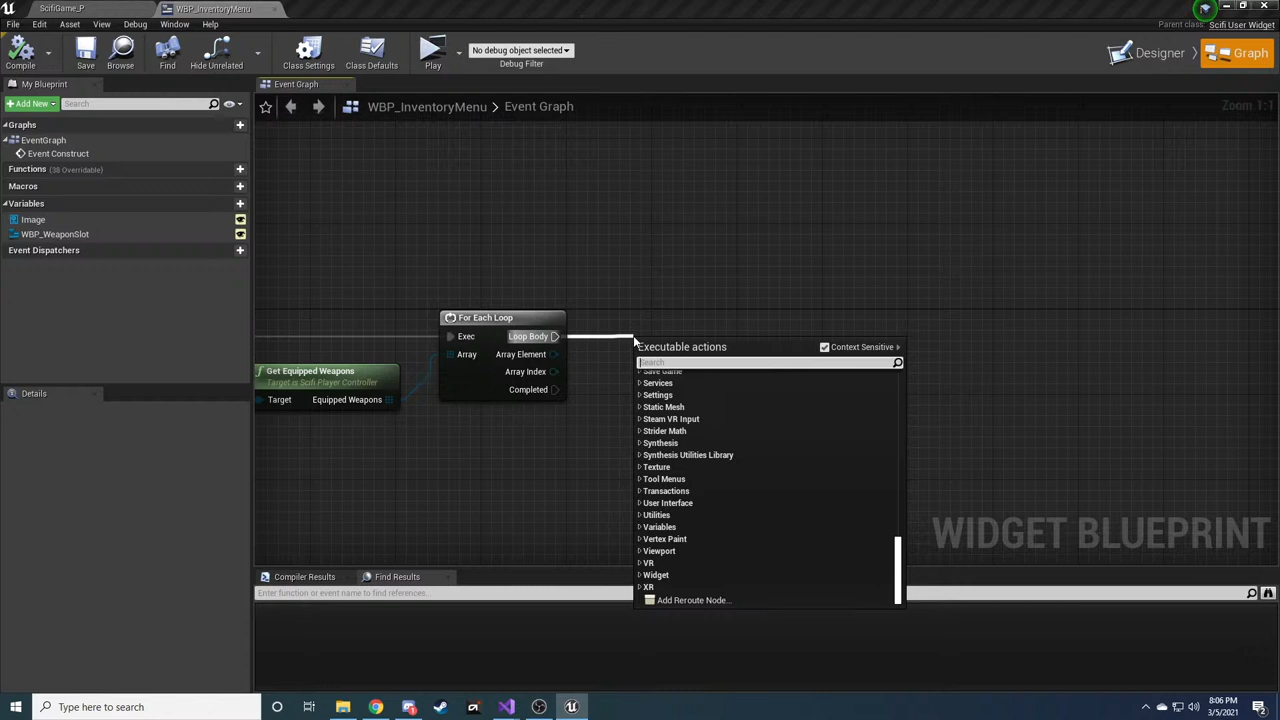 ScifiGame_P
WBP_InventoryMenu
File Edit Asset View Debug Window Help
Parent class:
Scifi User Widget
Compile
Save
Browse
Find
Hide Unrelated
Class Settings
Class Defaults
Play
No debug object selected
Debug Filter
Designer
Graph
My Blueprint
Add New
Search
Graphs
EventGraph
Event Construct
Functions (38 Overridable)
Macros
Variables
Image
WBP_WeaponSlot
Event Dispatchers
Details
Event Graph
WBP_InventoryMenu > Event Graph
Zoom 1:1
For Each Loop
Exec
Loop Body
Array
Array Element
Array Index
Completed
Get Equipped Weapons
Target is Scifi Player Controller
Target
Equipped Weapons
Executable actions
Context Sensitive
Search
Save Game
Services
Settings
Static Mesh
Steam VR Input
Strider Math
Synthesis
Synthesis Utilities Library
Texture
Tool Menus
Transactions
User Interface
Utilities
Variables
Vertex Paint
Viewport
VR
Widget
XR
Add Reroute Node...
WIDGET BLUEPRINT
Compiler Results
Find Results
Enter function or event name to find references...
Type here to search
8:06 PM
3/5/2021
2